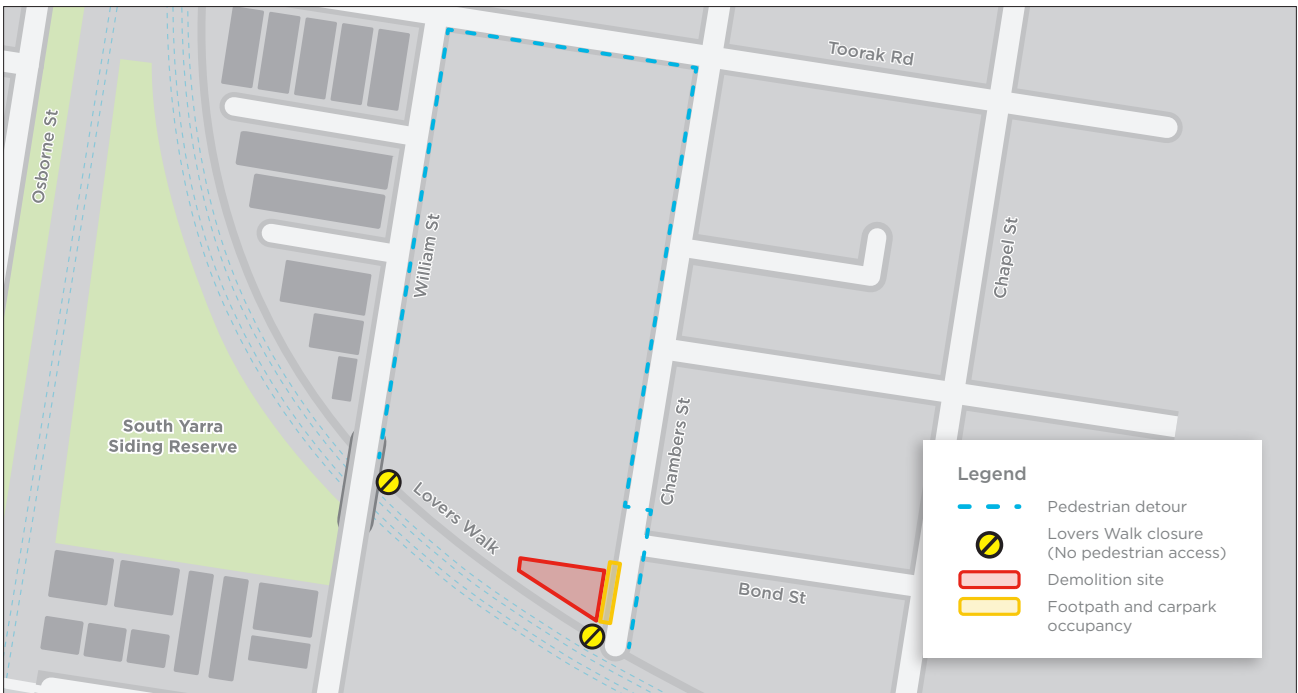 Toorak Rd
Osborne St
William St
Chapel St
South Yarra
Siding Reserve
Chambers St
Lovers Walk
Bond St
Legend
Pedestrian detour
Lovers Walk closure
(No pedestrian access)
Demolition site
Footpath and carpark
occupancy